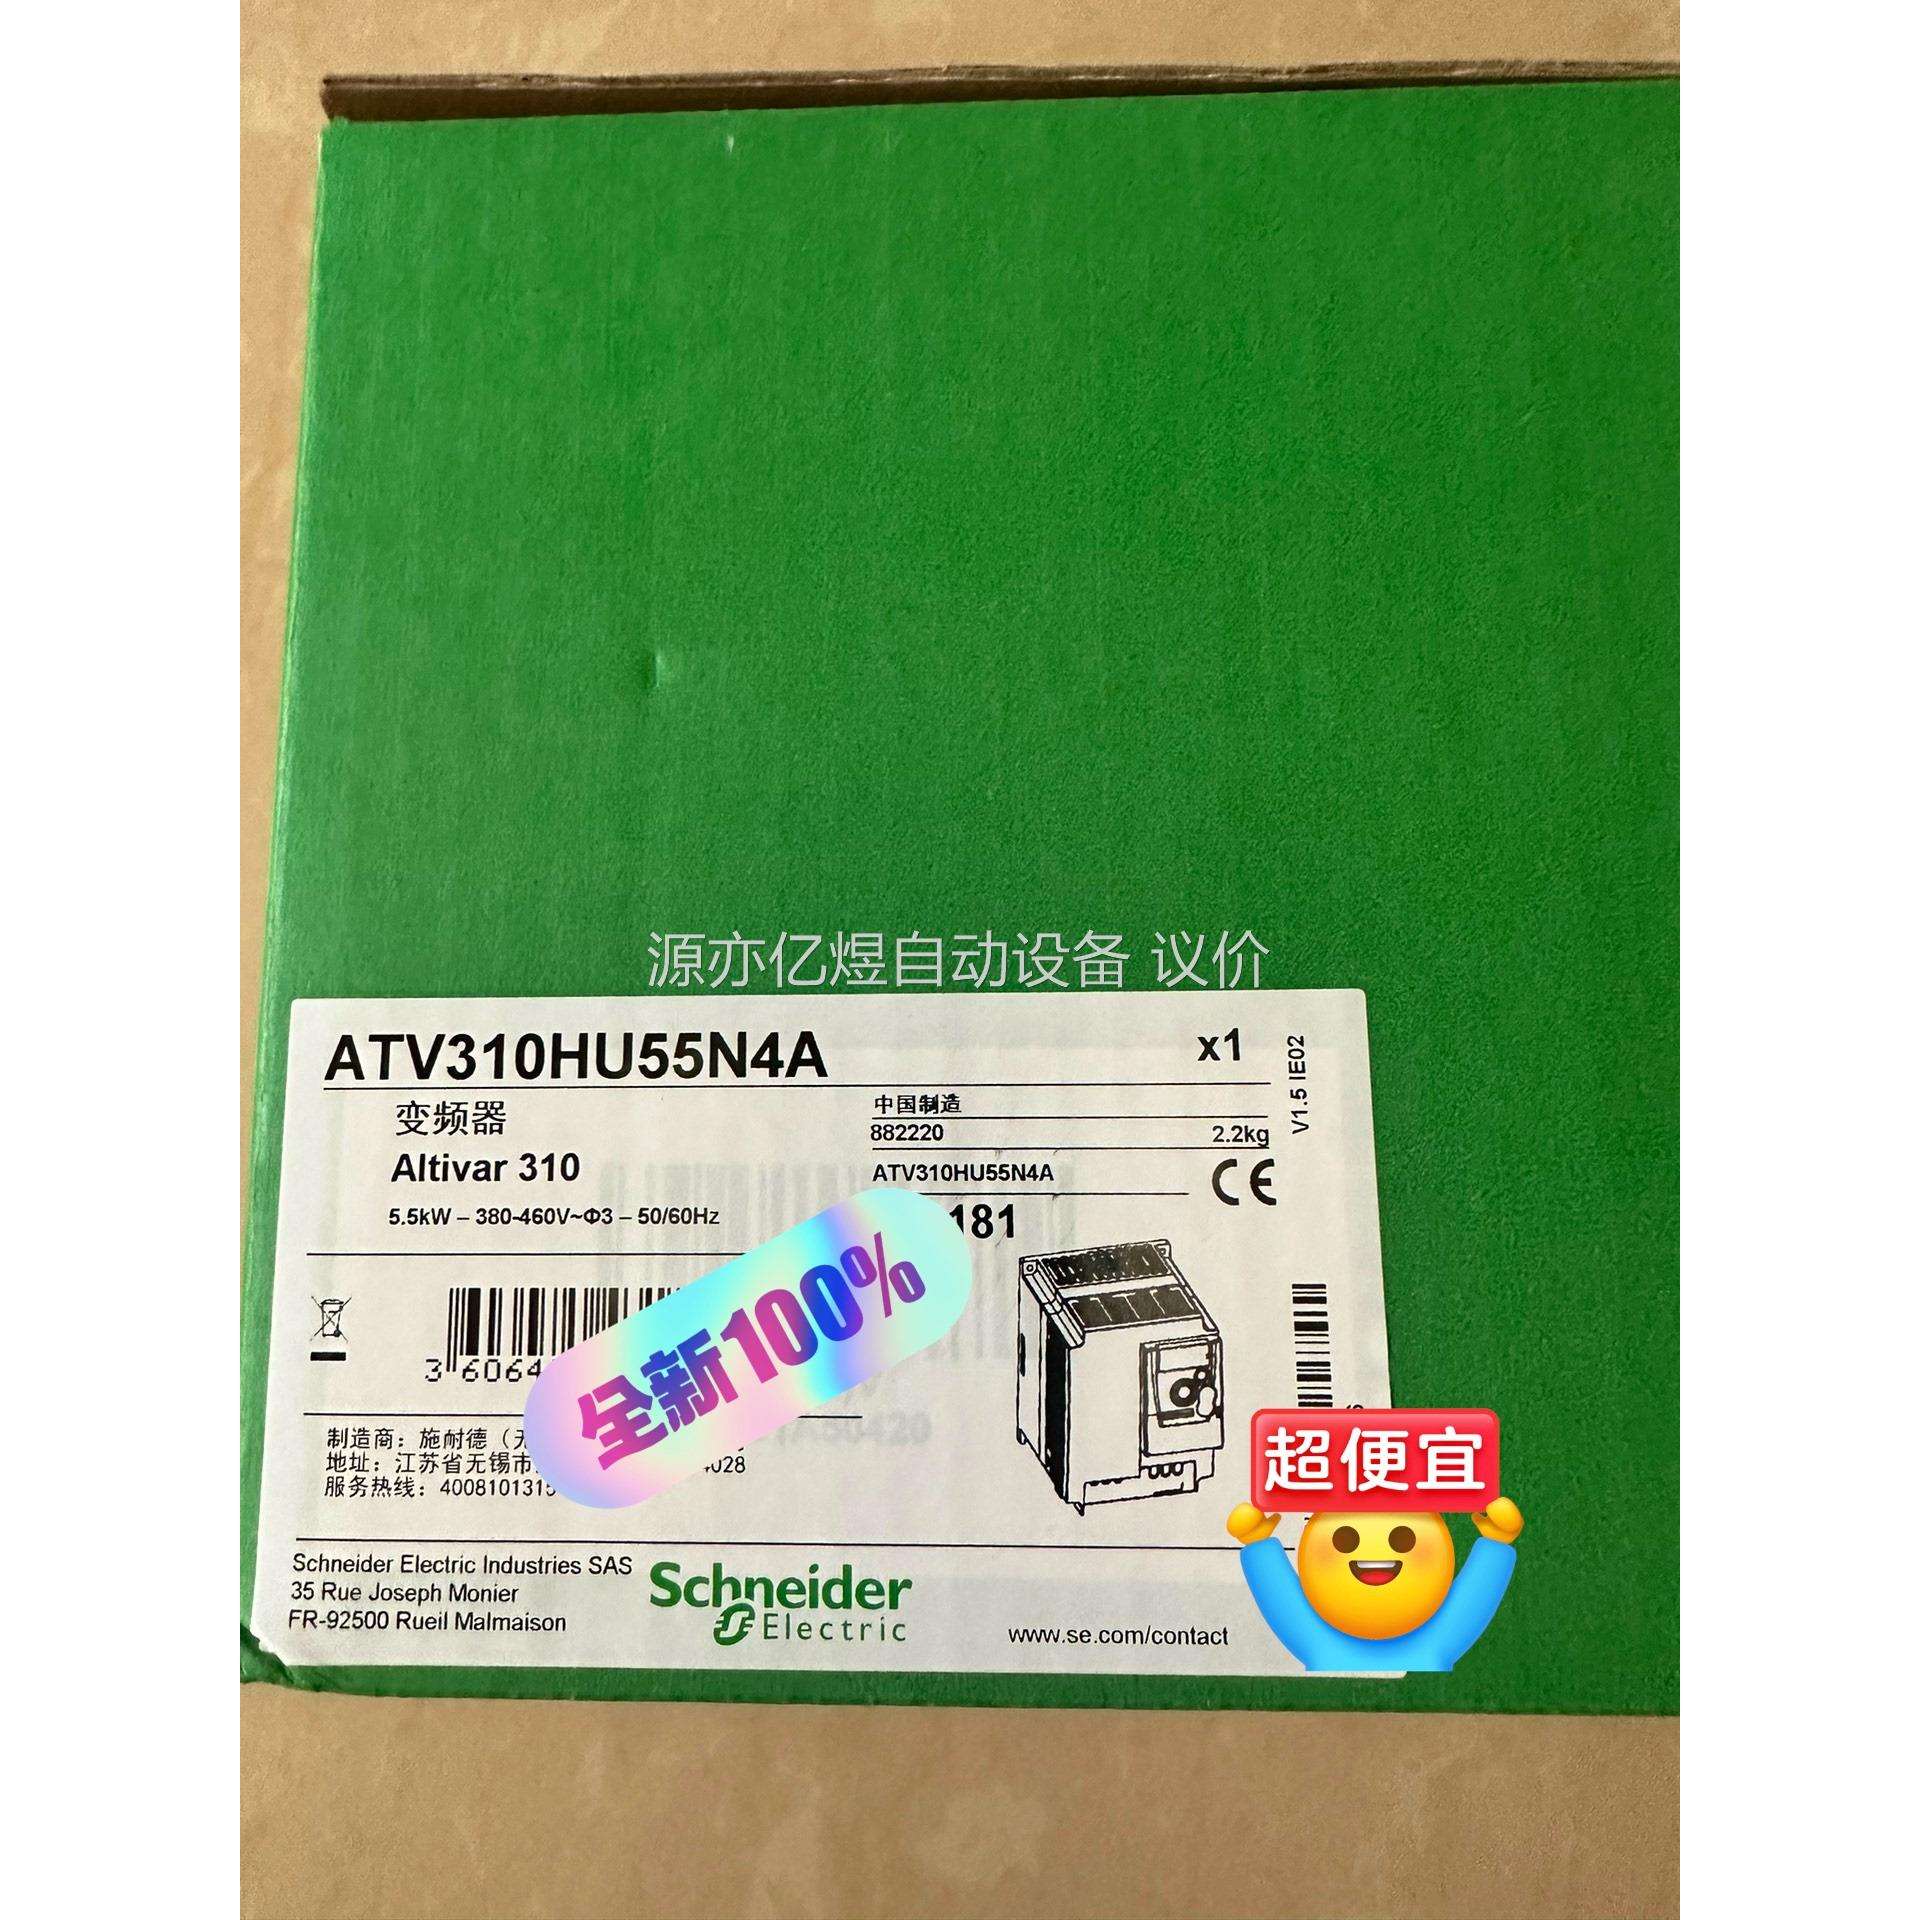 源亦亿煜自动设备 议价
ATV310HU55N4A
x1
V1.5 IE02
变频器
中国制造
882220
2.2kg
Altivar 310
ATV310HU55N4A
CE
5.5kW – 380-460V~Φ3 – 50/60Hz
181
全新100%
3 6064
制造商：施耐德（无
地址：江苏省无锡市
4028
服务热线：4008101315
超便宜
Schneider Electric Industries SAS
35 Rue Joseph Monier
FR-92500 Rueil Malmaison
Schneider
Electric
www.se.com/contact